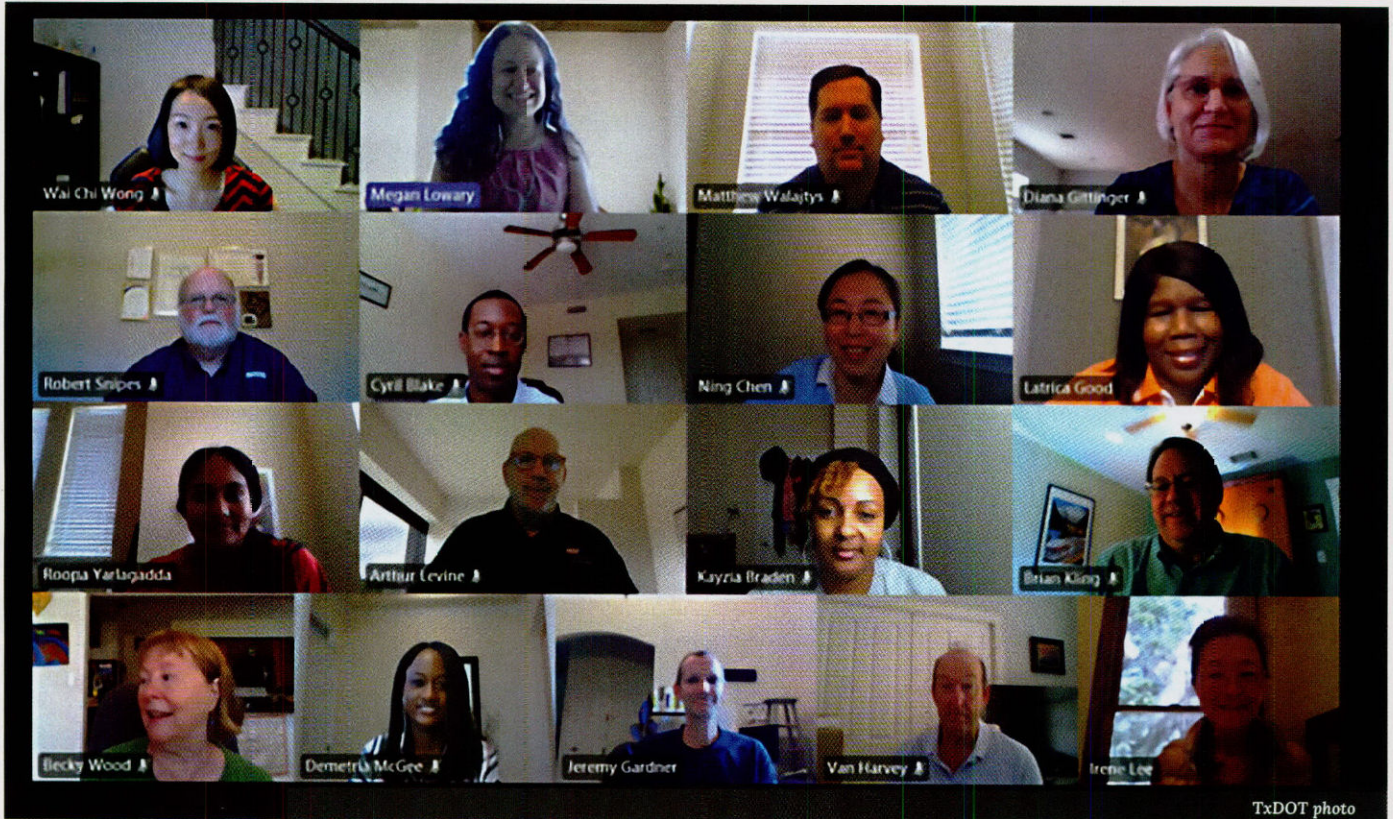 Wai Chi Wong
Megan Lowary
Matthew Walajtys
Diana Gittinger
Robert Snipes
Cyril Blake
Ning Chen
Latrica Good
Roopa Yarlagadda
Arthur Levine
Kayzia Braden
Brian Kling
Becky Wood
Demetria McGee
Jeremy Gardner
Van Harvey
Irene Lee
TxDOT photo